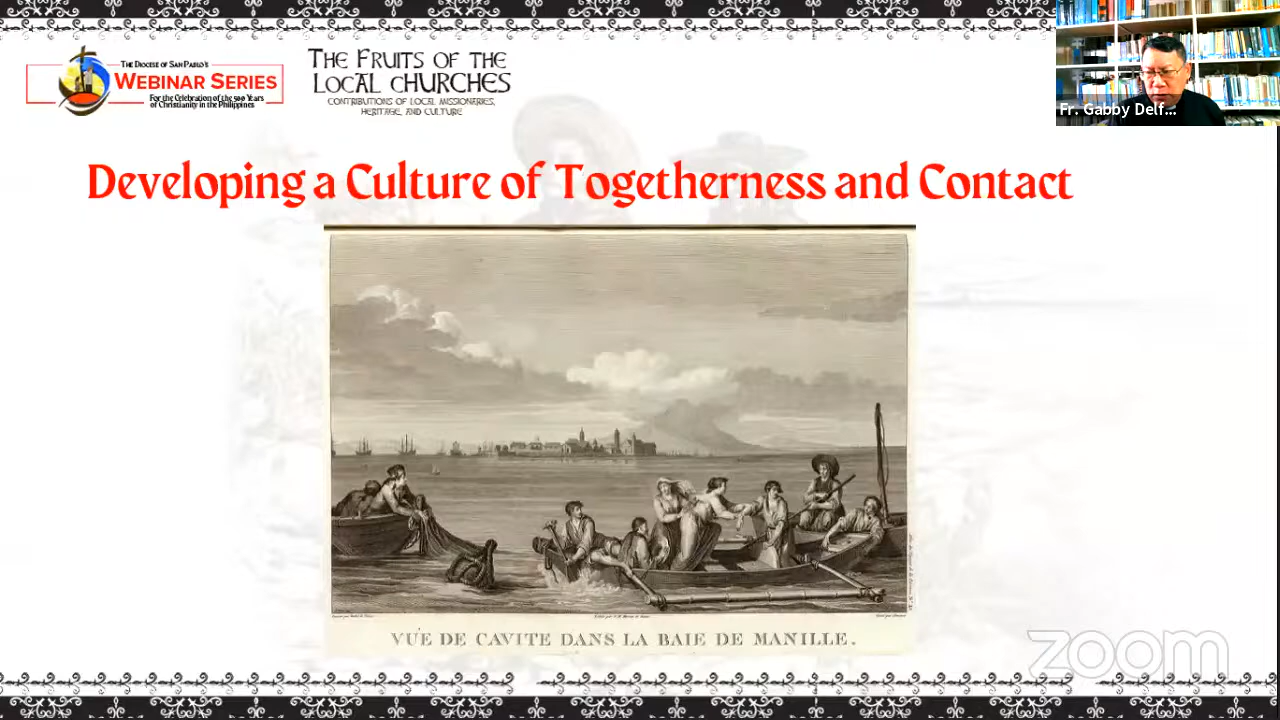 THE DIOCESE OF SAN PABLO'S
WEBINAR SERIES
For the Celebration of the 500 Years
of Christianity in the Philippines
THE FRUITS OF THE
LOCAL CHURCHES
CONTRIBUTIONS OF LOCAL MISSIONARIES,
HERITAGE, AND CULTURE
Fr. Gabby Delf...
Developing a Culture of Togetherness and Contact
VUE DE CAVITE DANS LA BAIE DE MANILLE.
zoom